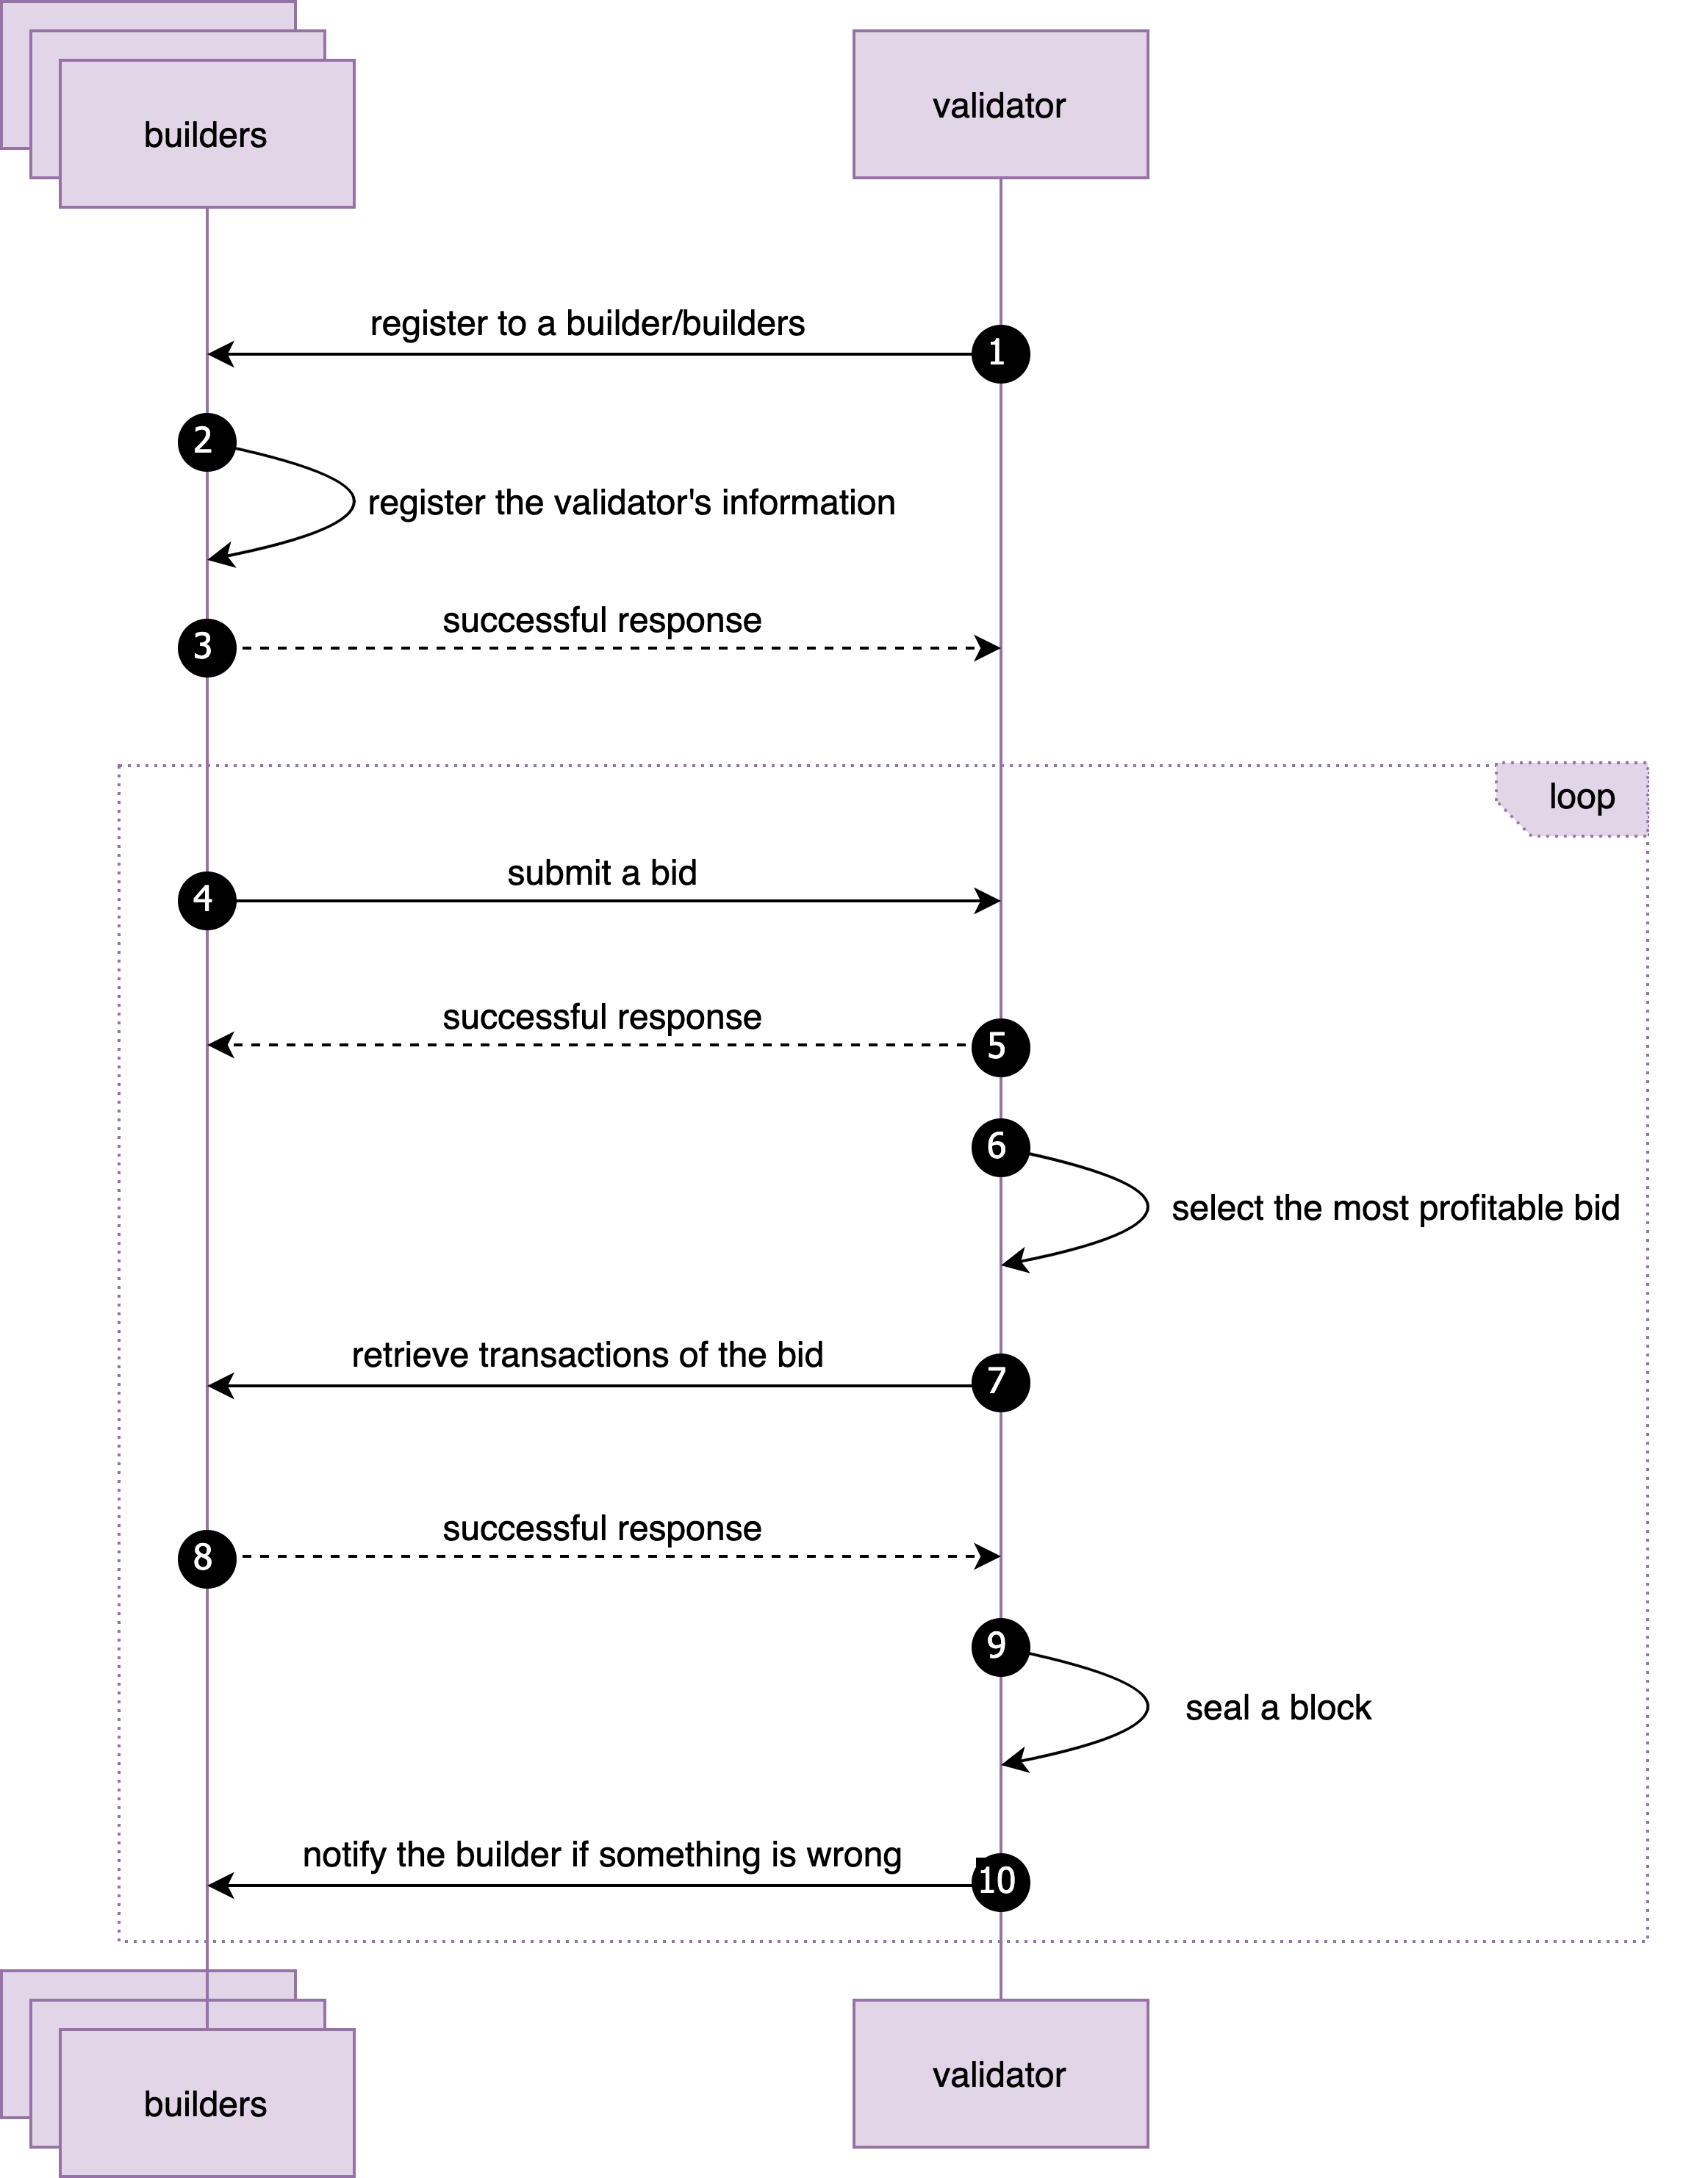 builders
validator
register to a builder/builders
1
2
register the validator's information
successful response
3
loop
submit a bid
4
successful response
5
6
select the most profitable bid
retrieve transactions of the bid
7
successful response
8
9
seal a block
notify the builder if something is wrong
10
builders
validator